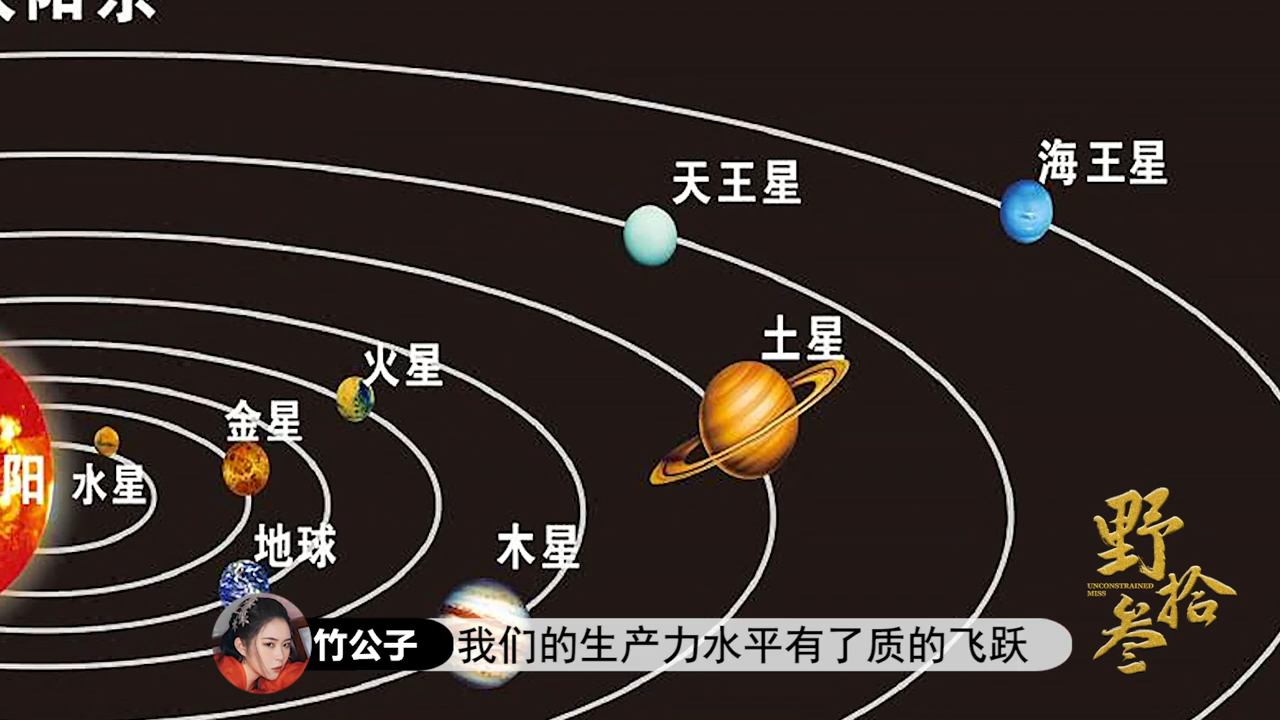 太阳系
海王星
天王星
土星
火星
金星
阳
水星
地球
木星
野拾叁
UNCONSTRAINED
MISS
竹公子
我们的生产力水平有了质的飞跃